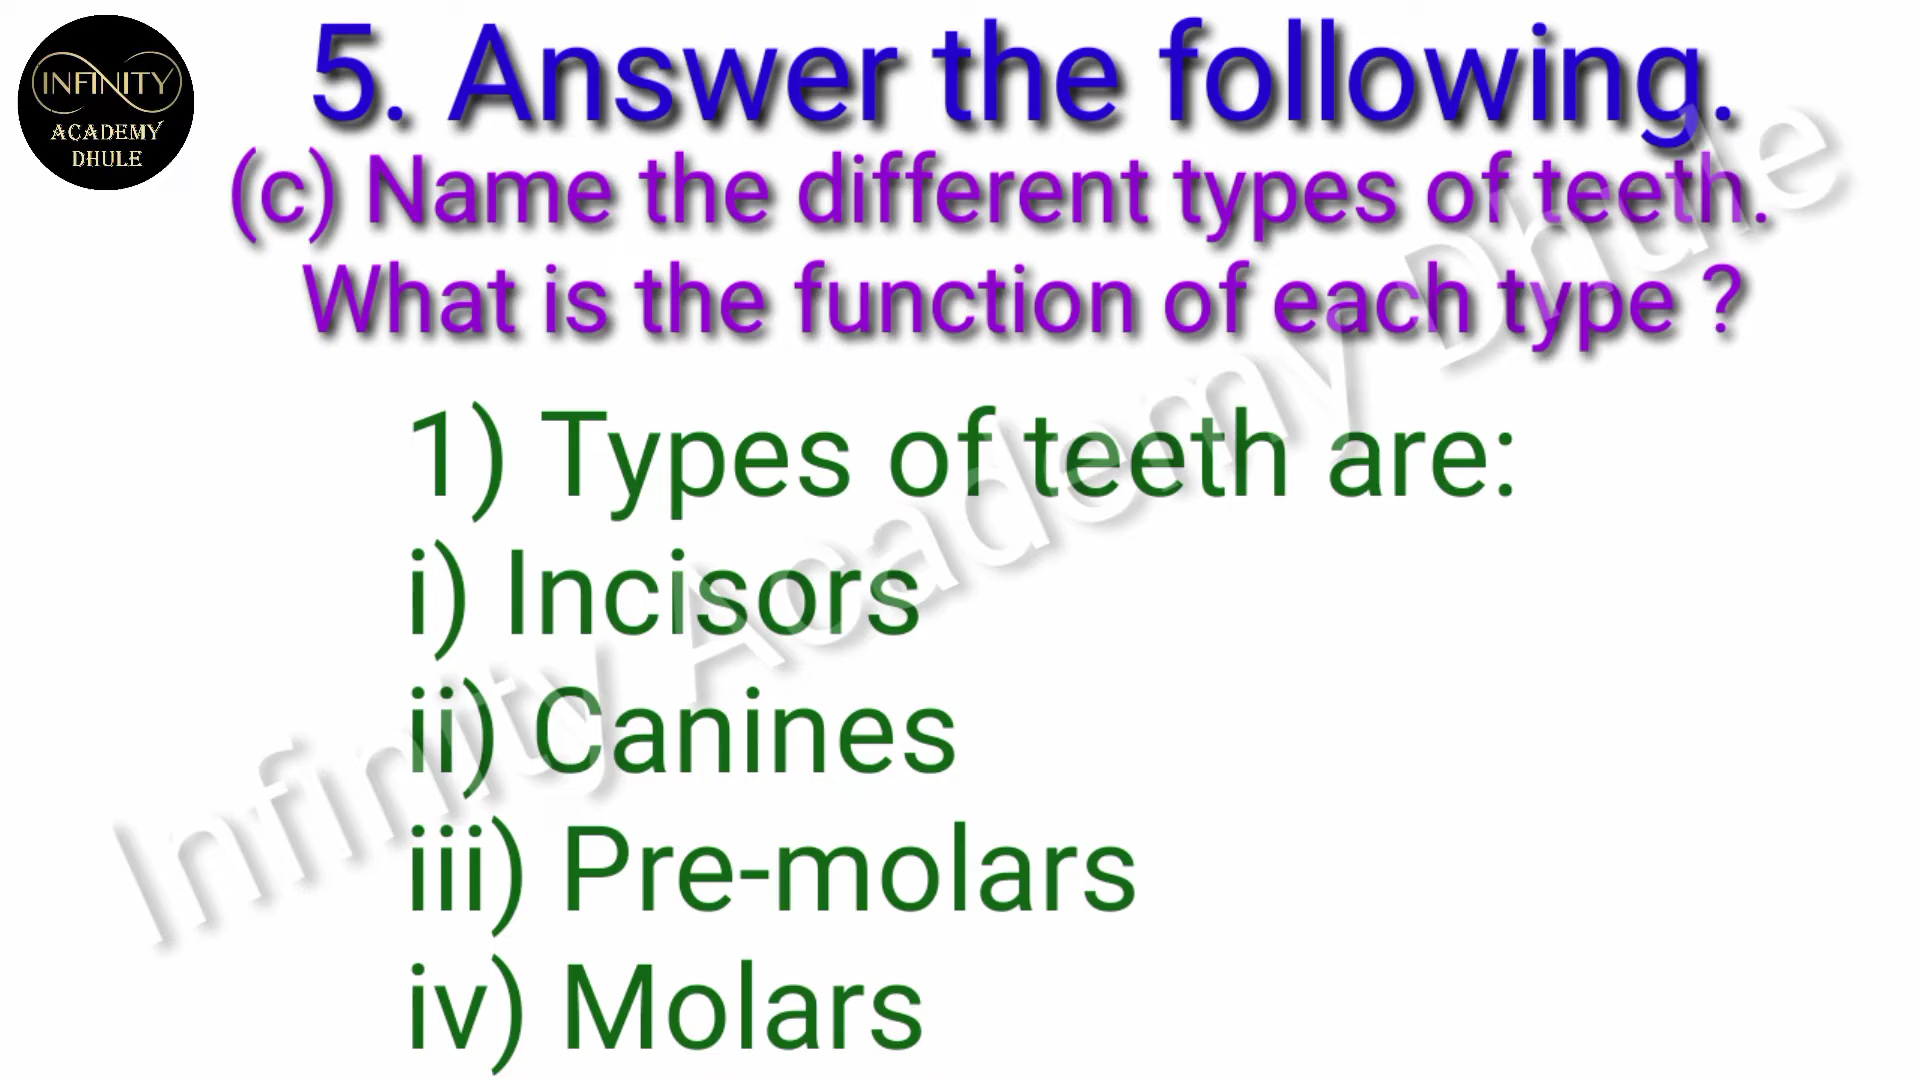 INFINITY
ACADEMY
DHULE
5. Answer the following.
(c) Name the different types of teeth.
What is the function of each type ?
1) Types of teeth are:
i) Incisors
ii) Canines
iii) Pre-molars
iv) Molars
Infinity Academy Dhule